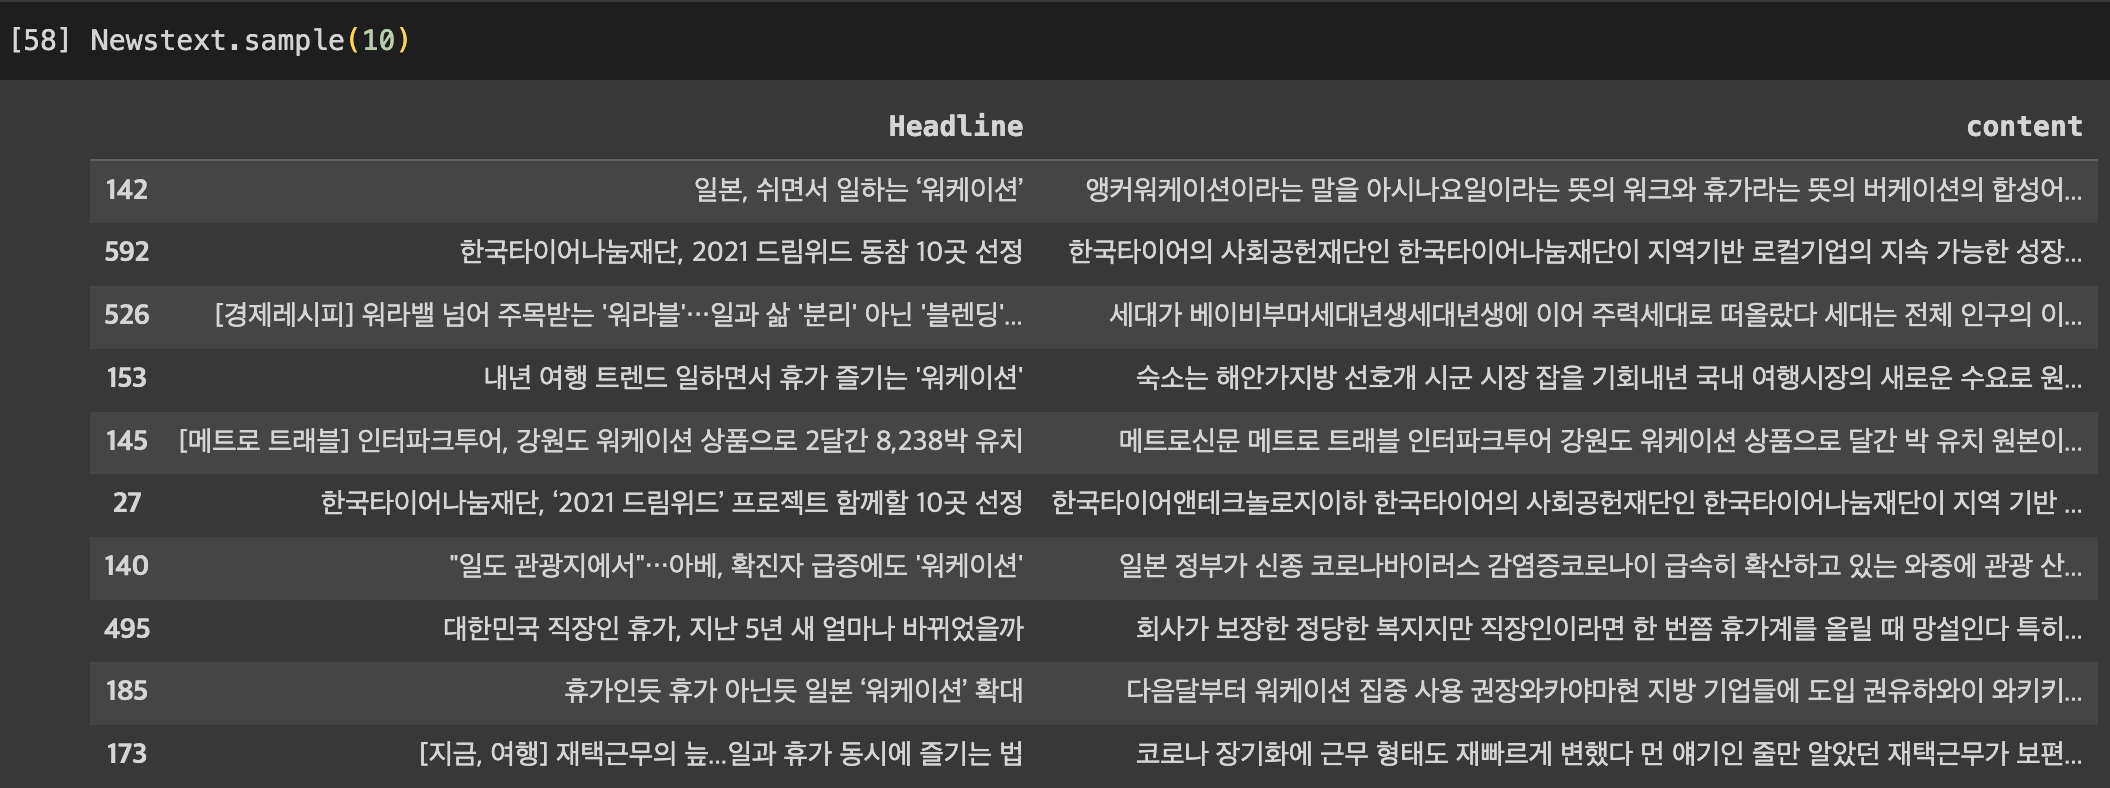 [58] Newstext.sample(10)
Headline content
142 일본, 쉬면서 일하는 ‘워케이션’ 앵커워케이션이라는 말을 아시나요일이라는 뜻의 워크와 휴가라는 뜻의 버케이션의 합성어...
592 한국타이어나눔재단, 2021 드림위드 동참 10곳 선정 한국타이어의 사회공헌재단인 한국타이어나눔재단이 지역기반 로컬기업의 지속 가능한 성장...
526 [경제레시피] 워라밸 넘어 주목받는 '워라블'…일과 삶 '분리' 아닌 '블렌딩'... 세대가 베이비부머세대년생세대년생에 이어 주력세대로 떠올랐다 세대는 전체 인구의 이...
153 내년 여행 트렌드 일하면서 휴가 즐기는 '워케이션' 숙소는 해안가지방 선호개 시군 시장 잡을 기회내년 국내 여행시장의 새로운 수요로 원...
145 [메트로 트래블] 인터파크투어, 강원도 워케이션 상품으로 2달간 8,238박 유치 메트로신문 메트로 트래블 인터파크투어 강원도 워케이션 상품으로 달간 박 유치 원본이...
27 한국타이어나눔재단, ‘2021 드림위드’ 프로젝트 함께할 10곳 선정 한국타이어앤테크놀로지이하 한국타이어의 사회공헌재단인 한국타이어나눔재단이 지역 기반 ...
140 "일도 관광지에서"…아베, 확진자 급증에도 '워케이션' 일본 정부가 신종 코로나바이러스 감염증코로나이 급속히 확산하고 있는 와중에 관광 산...
495 대한민국 직장인 휴가, 지난 5년 새 얼마나 바뀌었을까 회사가 보장한 정당한 복지지만 직장인이라면 한 번쯤 휴가계를 올릴 때 망설인다 특히...
185 휴가인듯 휴가 아닌듯 일본 ‘워케이션’ 확대 다음달부터 워케이션 집중 사용 권장와카야마현 지방 기업들에 도입 권유하와이 와키키...
173 [지금, 여행] 재택근무의 늪...일과 휴가 동시에 즐기는 법 코로나 장기화에 근무 형태도 재빠르게 변했다 먼 얘기인 줄만 알았던 재택근무가 보편...